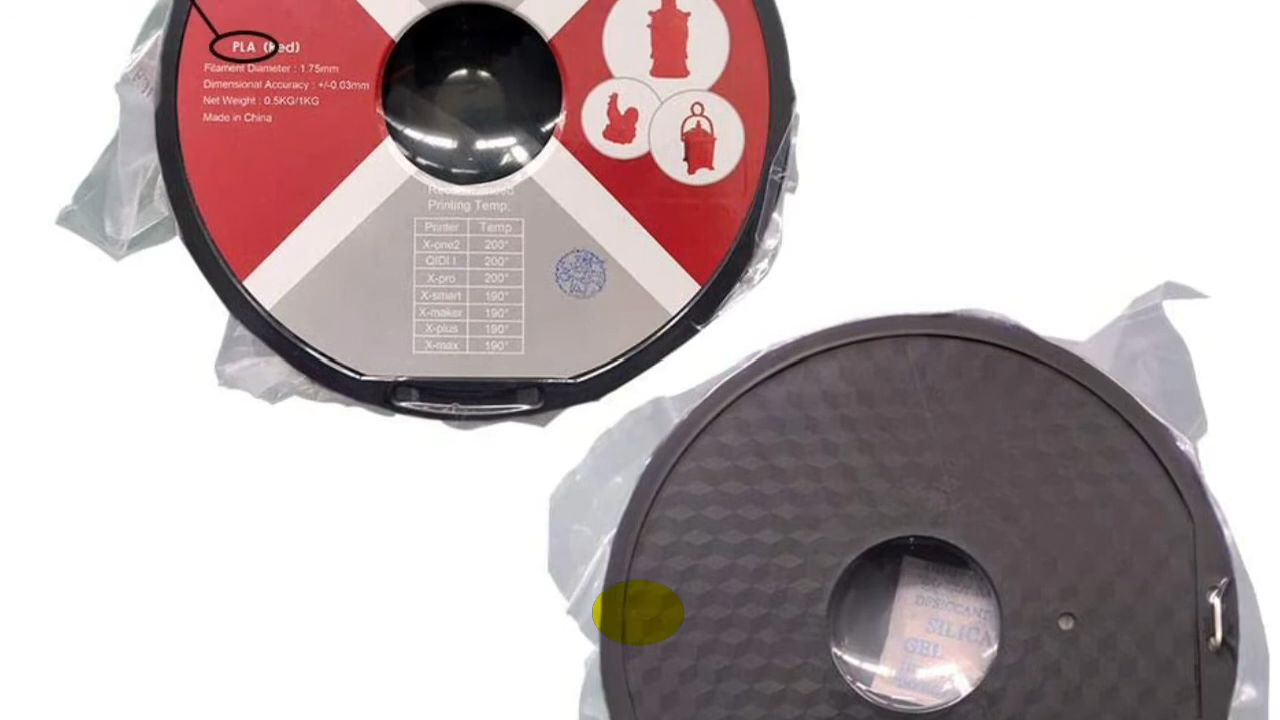 PLA (Red)
Filament Diameter : 1.75mm
Dimensional Accuracy : +/-0.03mm
Net Weight : 0.5KG/1KG
Made in China
Recommended
Printing Temp.
Printer Temp
X-one2 200°
QIDI I 200°
X-pro 200°
X-smart 190°
X-maker 190°
X-plus 190°
X-max 190°
DESICCANT
SILICA
GEL